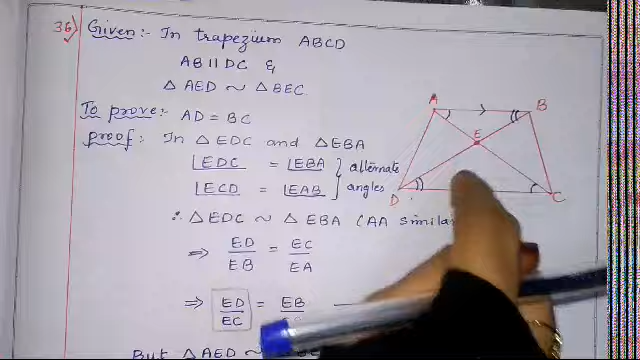 36) Given:- In trapezium ABCD
AB || DC &
△AED ~ △BEC
To prove: AD = BC
proof: In △EDC and △EBA
∠EDC = ∠EBA } alternate
∠ECD = ∠EAB } angles
A
B
E
D
C
∴ △EDC ~ △EBA (AA similar
⇒ ED/EB = EC/EA
⇒ ED/EC = EB/
But △AED ~